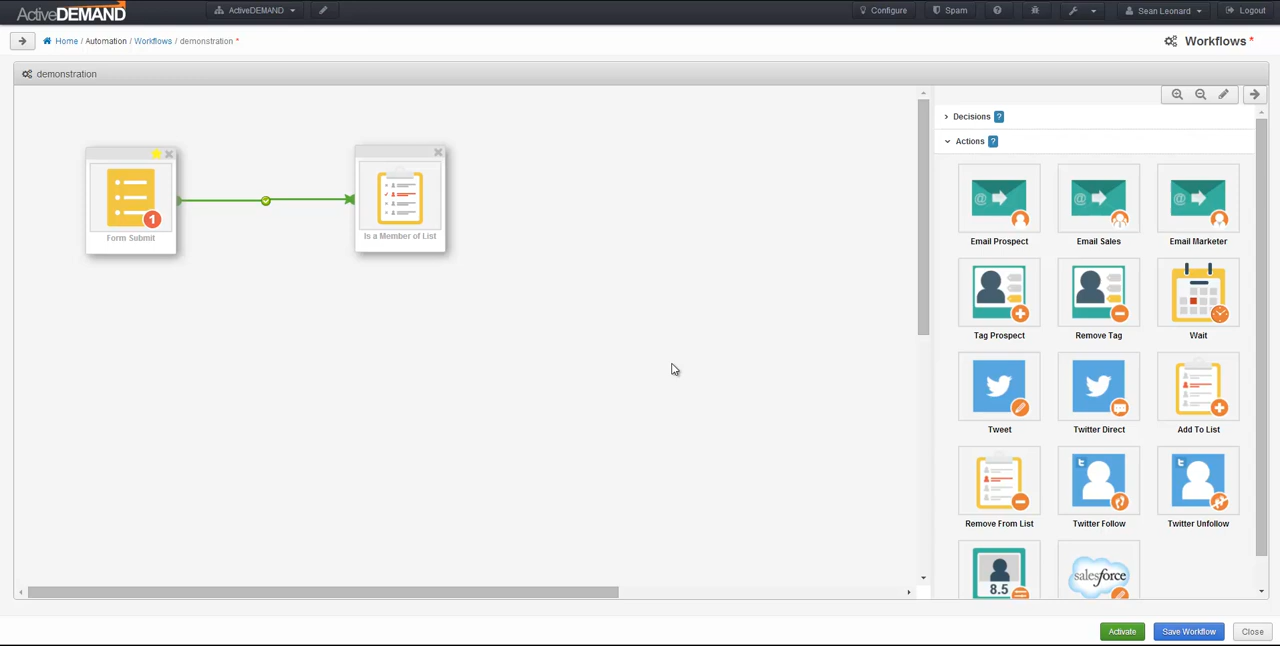 ActiveDEMAND
ActiveDEMAND
Configure
Spam
Sean Leonard
Logout
Home / Automation / Workflows / demonstration *
Workflows *
demonstration
Decisions ?
Actions ?
1
Form Submit
Is a Member of List
Email Prospect
Email Sales
Email Marketer
Tag Prospect
Remove Tag
Wait
Tweet
Twitter Direct
Add To List
Remove From List
Twitter Follow
Twitter Unfollow
8.5
salesforce
Activate
Save Workflow
Close